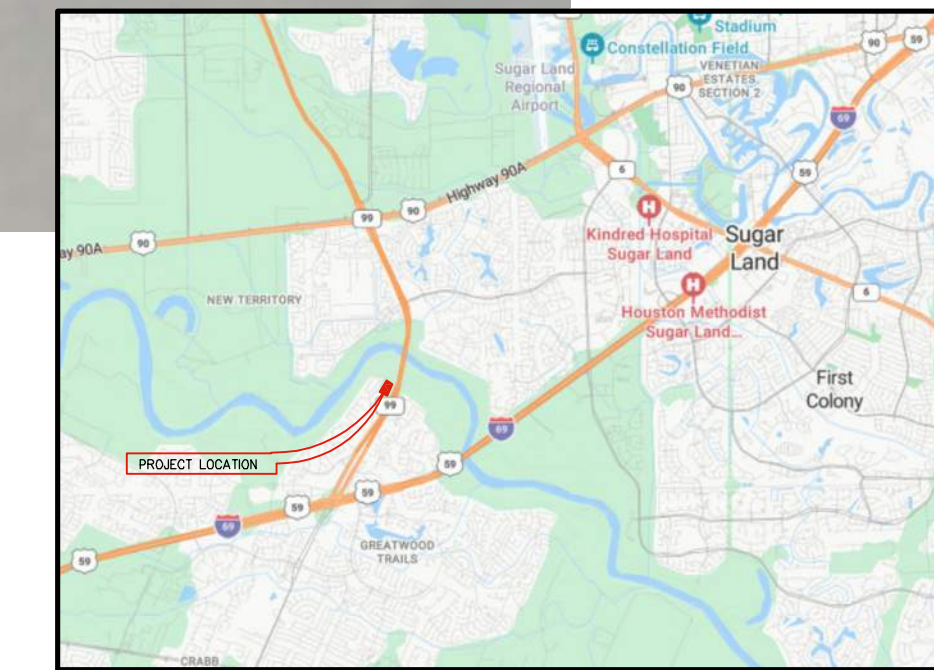 Stadium
Constellation Field
90
59
Sugar Land
Regional
Airport
VENETIAN
ESTATES
SECTION 2
90
69
6
59
Highway 90A
99
90
Kindred Hospital
Sugar Land
Sugar
Land
ay 90A
90
6
NEW TERRITORY
Houston Methodist
Sugar Land...
First
Colony
99
69
PROJECT LOCATION
59
59
59
69
59
GREATWOOD
TRAILS
CRABB